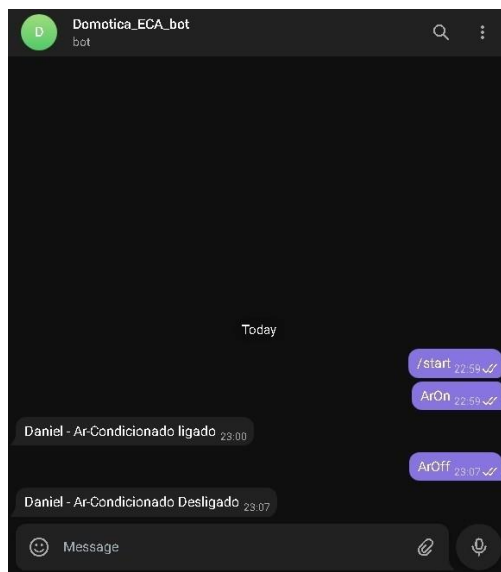 D
Domotica_ECA_bot
bot
Today
/start 22:59
ArOn 22:59
Daniel - Ar-Condicionado ligado 23:00
ArOff 23:07
Daniel - Ar-Condicionado Desligado 23:07
Message